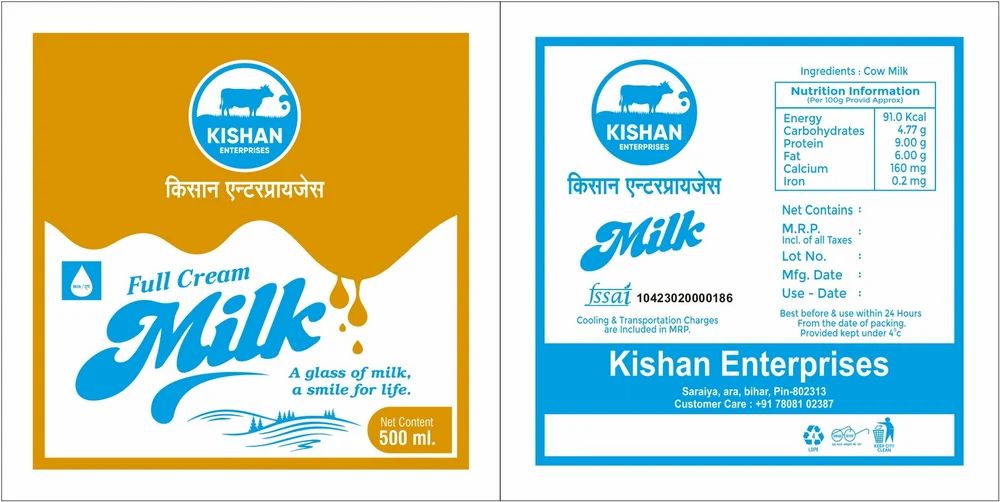 KISHAN
ENTERPRISES
किसान एन्टरप्रायजेस
Full Cream
Milk
A glass of milk,
a smile for life.
Net Content
500 ml.
KISHAN
ENTERPRISES
किसान एन्टरप्रायजेस
Milk
fssai 10423020000186
Cooling & Transportation Charges
are Included in MRP.
Ingredients : Cow Milk
Nutrition Information
(Per 100g Provid Approx)
Energy 91.0 Kcal
Carbohydrates 4.77 g
Protein 9.00 g
Fat 6.00 g
Calcium 160 mg
Iron 0.2 mg
Net Contains :
M.R.P. :
Incl. of all Taxes
Lot No. :
Mfg. Date :
Use - Date :
Best before & use within 24 Hours
From the date of packing.
Provided kept under 4°c
Kishan Enterprises
Saraiya, ara, bihar, Pin-802313
Customer Care : +91 78081 02387
4
LDPE
KEEP CITY
CLEAN